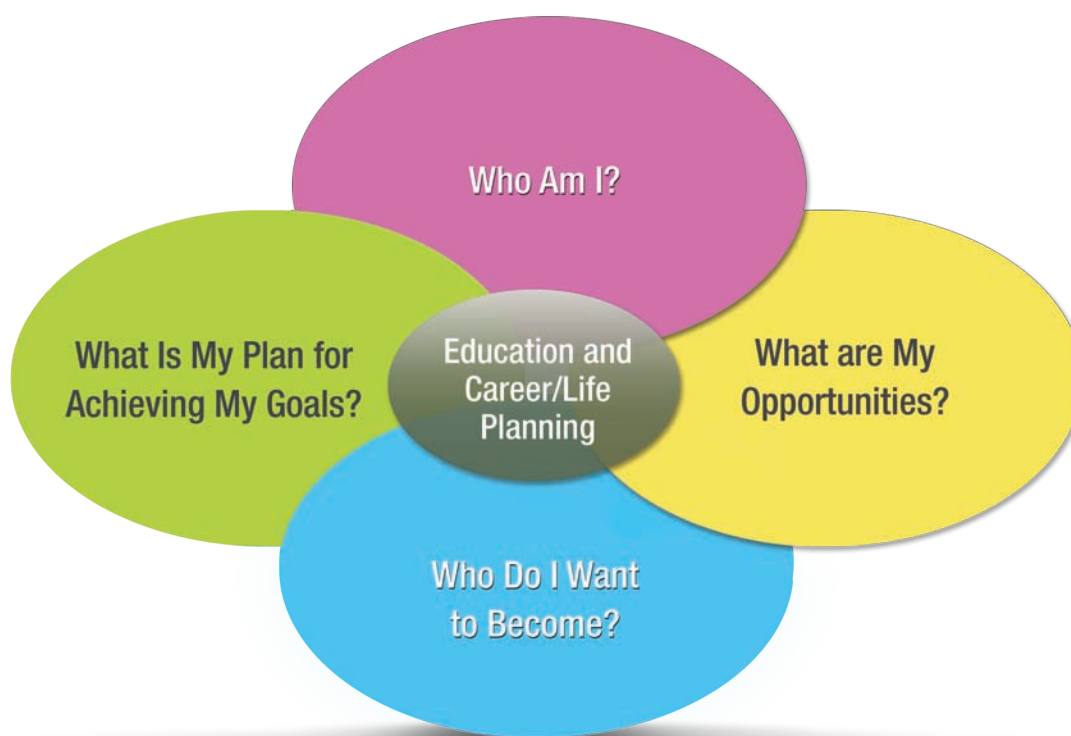 Who Am I?
What Is My Plan for
Achieving My Goals?
Education and
Career/Life
Planning
What are My
Opportunities?
Who Do I Want
to Become?